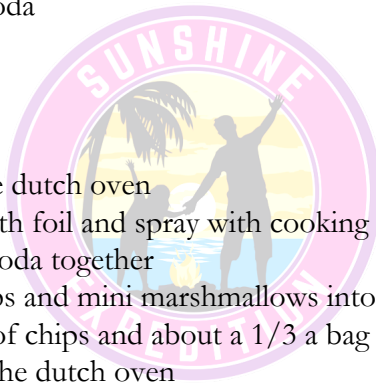 oda
SUNSHINE
e dutch oven
th foil and spray with cooking
oda together
os and mini marshmallows into
of chips and about a 1/3 a bag
he dutch oven
EXPEDITION